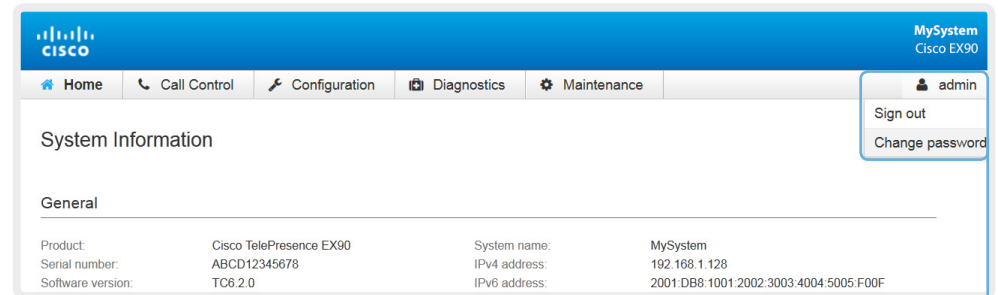 MySystem
CISCO
Cisco EX90
Home Call Control Configuration Diagnostics Maintenance admin
Sign out
System Information
Change password
General
Product: Cisco TelePresence EX90 System name: MySystem
Serial number: ABCD12345678 IPv4 address: 192.168.1.128
Software version: TC6.2.0 IPv6 address: 2001:DB8:1001:2002:3003:4004:5005:F00F